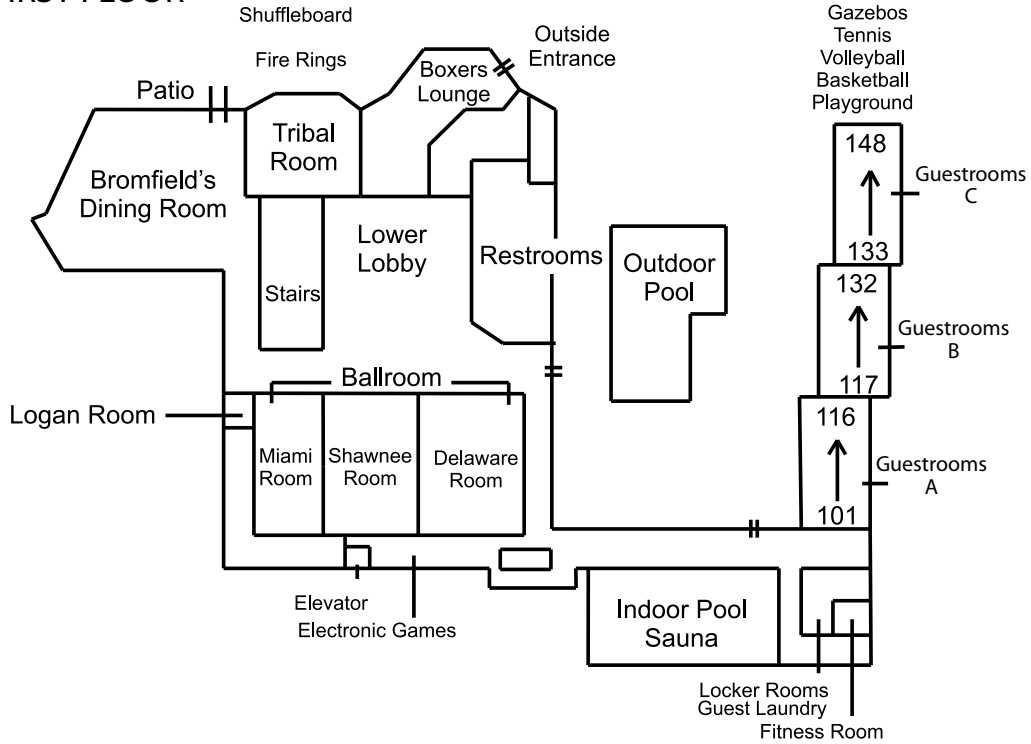 Shuffleboard
Fire Rings
Patio
Boxers
Lounge
Outside
Entrance
Gazebos
Tennis
Volleyball
Basketball
Playground
Tribal
Room
Bromfield's
Dining Room
Lower
Lobby
Restrooms
Outdoor
Pool
Stairs
148
Guestrooms
C
133
132
Guestrooms
B
117
Ballroom
Logan Room
Miami
Room
Shawnee
Room
Delaware
Room
116
Guestrooms
A
101
Elevator
Electronic Games
Indoor Pool
Sauna
Locker Rooms
Guest Laundry
Fitness Room